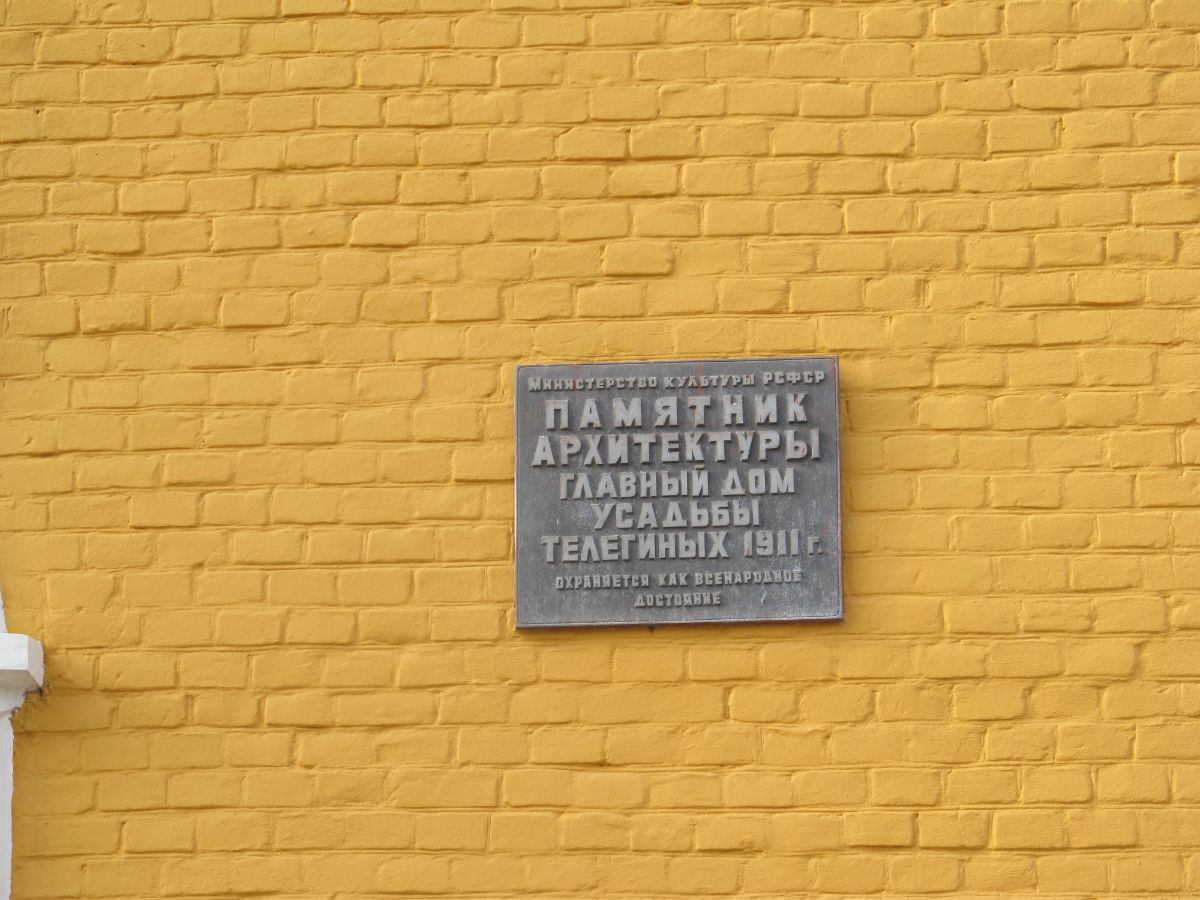 Министерство культуры РСФСР
ПАМЯТНИК
АРХИТЕКТУРЫ
ГЛАВНЫЙ ДОМ
УСАДЬБЫ
ТЕЛЕГИНЫХ 1911 г.
ОХРАНЯЕТСЯ КАК ВСЕНАРОДНОЕ
ДОСТОЯНИЕ